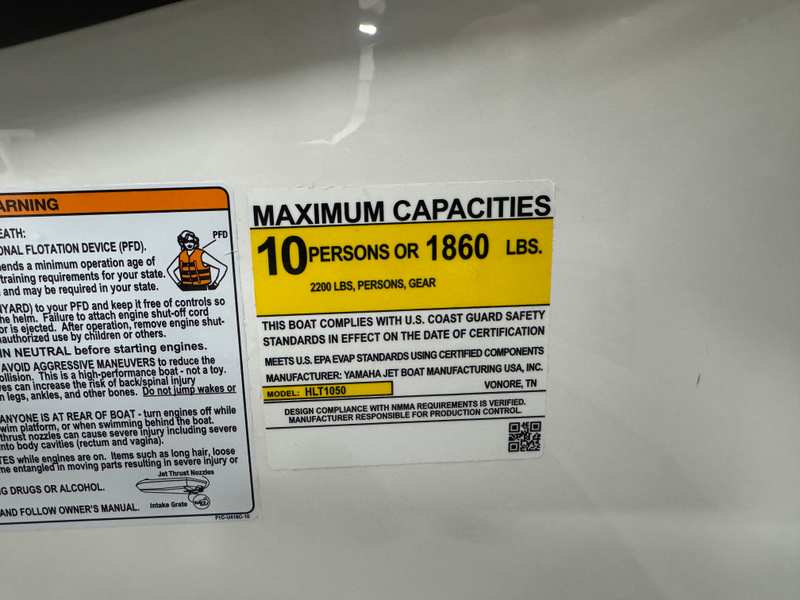 ARNING
EATH:
ONAL FLOTATION DEVICE (PFD).
ends a minimum operation age of
training requirements for your state.
and may be required in your state.
PFD
NYARD) to your PFD and keep it free of controls so
he helm. Failure to attach engine shut-off cord
or is ejected. After operation, remove engine shut-
authorized use by children or others.
IN NEUTRAL before starting engines.
AVOID AGGRESSIVE MANEUVERS to reduce the
ollision. This is a high-performance boat - not a toy.
ves can increase the risk of back/spinal injury
n legs, ankles, and other bones. Do not jump wakes or
ANYONE IS AT REAR OF BOAT - turn engines off while
wim platform, or when swimming behind the boat.
thrust nozzles can cause severe injury including severe
nto body cavities (rectum and vagina).
TES while engines are on. Items such as long hair, loose
me entangled in moving parts resulting in severe injury or
Jet Thrust Nozzles
NG DRUGS OR ALCOHOL.
Intake Grate
AND FOLLOW OWNER'S MANUAL.
MAXIMUM CAPACITIES
10 PERSONS OR 1860 LBS.
2200 LBS, PERSONS, GEAR
THIS BOAT COMPLIES WITH U.S. COAST GUARD SAFETY
STANDARDS IN EFFECT ON THE DATE OF CERTIFICATION
MEETS U.S. EPA EVAP STANDARDS USING CERTIFIED COMPONENTS
MANUFACTURER: YAMAHA JET BOAT MANUFACTURING USA, INC.
MODEL: HLT1050
VONORE, TN
DESIGN COMPLIANCE WITH NMMA REQUIREMENTS IS VERIFIED.
MANUFACTURER RESPONSIBLE FOR PRODUCTION CONTROL.